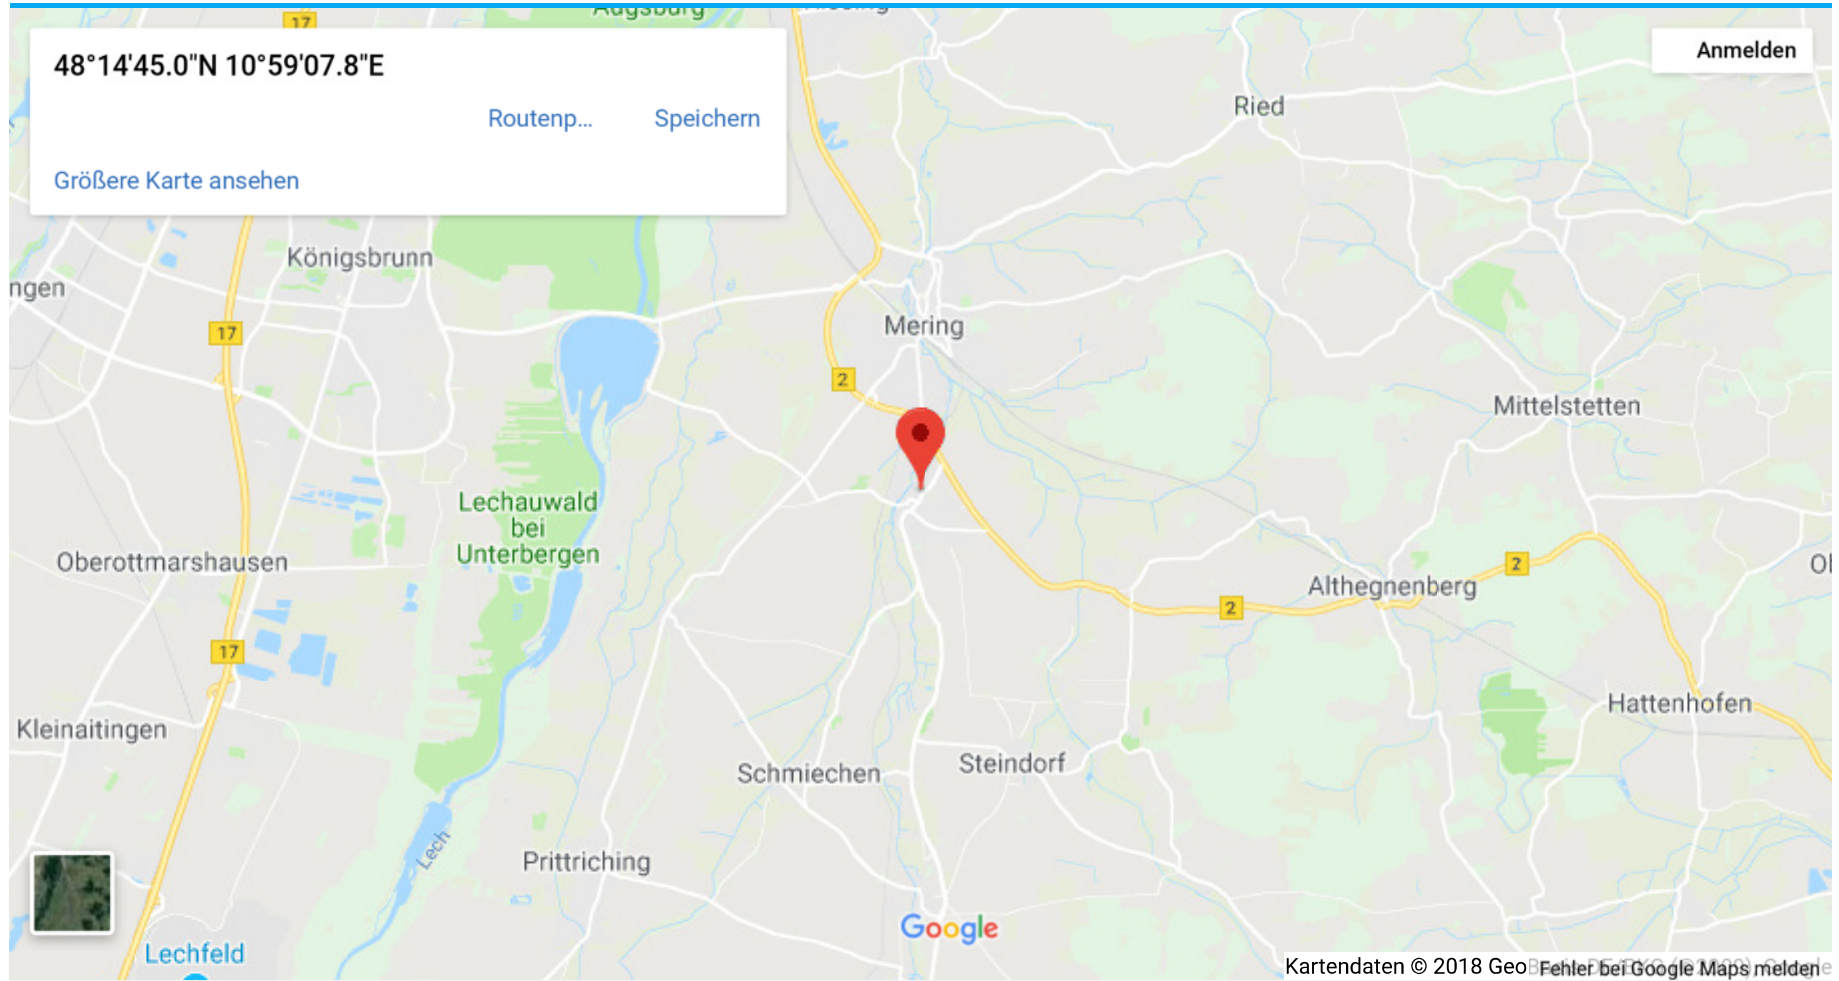 Augsburg
17
48°14'45.0"N 10°59'07.8"E
Anmelden
Routenp... Speichern
Ried
Größere Karte ansehen
Königsbrunn
ngen
17
Mering
2
Mittelstetten
Lechauwald
bei
Unterbergen
Oberottmarshausen
2
Althegnenberg
2
17
Hattenhofen
Kleinaitingen
Schmiechen
Steindorf
Lech
Prittriching
Google
Lechfeld
Kartendaten © 2018 Geo
Fehler bei Google Maps melden